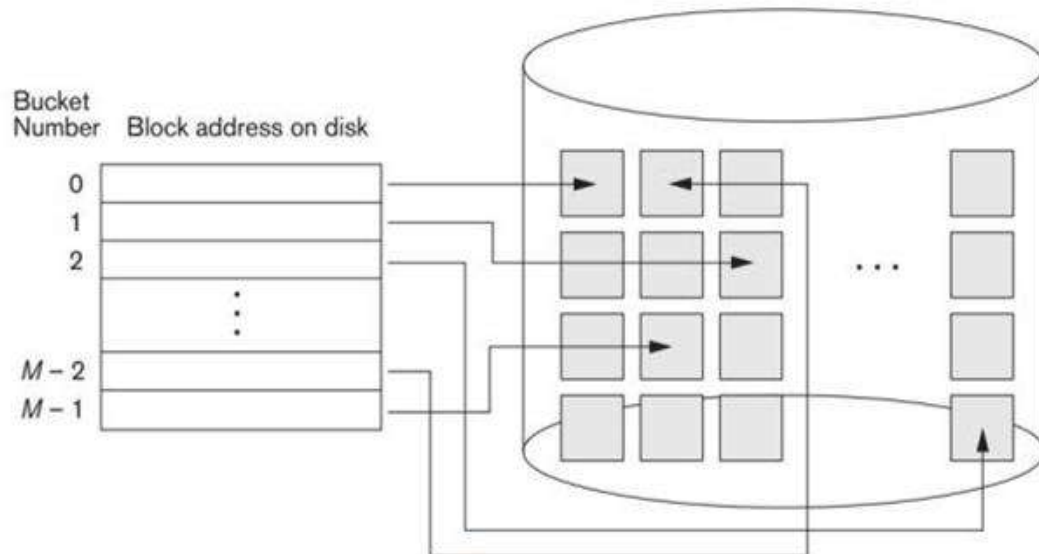 Bucket
Number Block address on disk
0
1
2
⋮
M – 2
M – 1
...